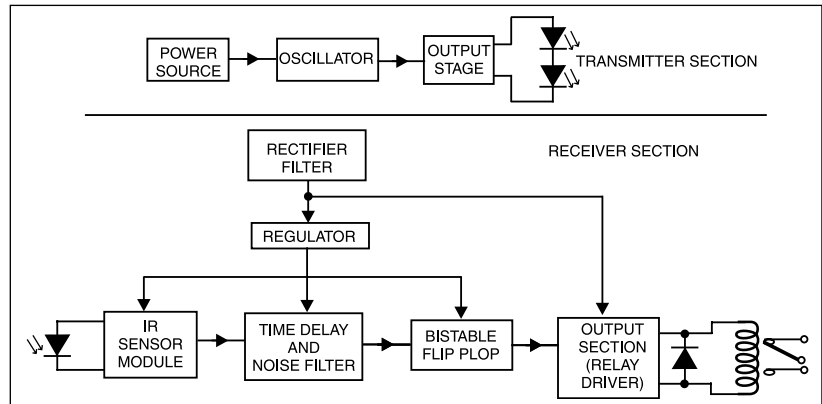 POWER
SOURCE
OSCILLATOR
OUTPUT
STAGE
TRANSMITTER SECTION
RECTIFIER
FILTER
RECEIVER SECTION
REGULATOR
IR
SENSOR
MODULE
TIME DELAY
AND
NOISE FILTER
BISTABLE
FLIP PLOP
OUTPUT
SECTION
(RELAY
DRIVER)